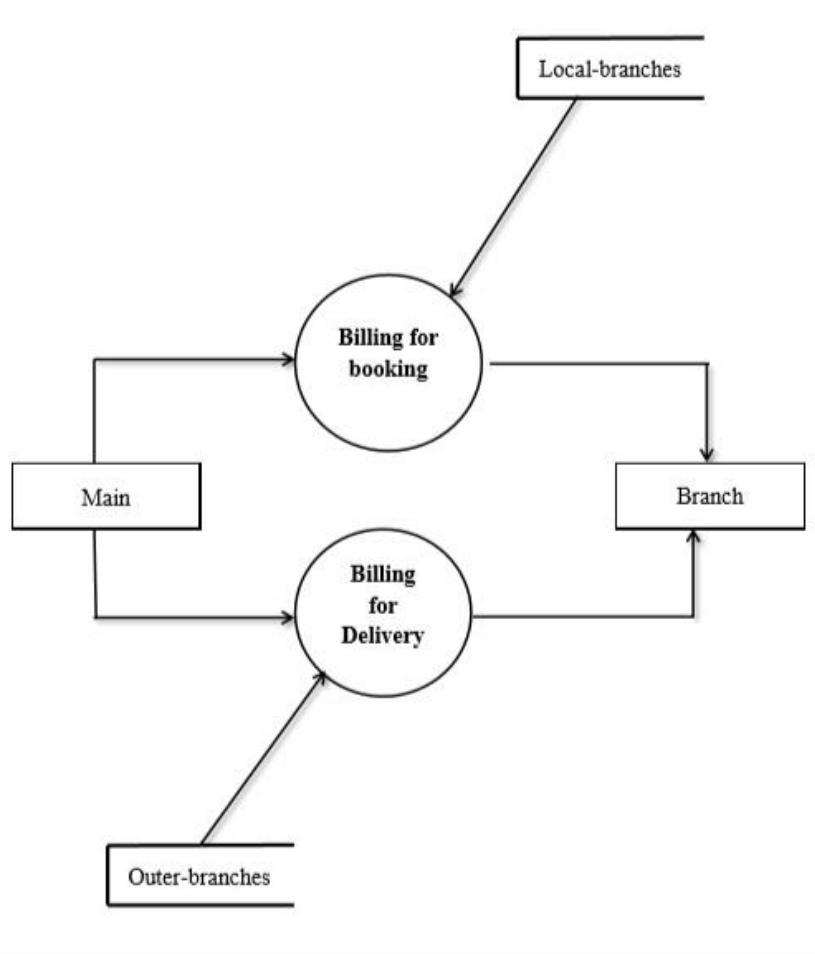 Local-branches
Billing for
booking
Main
Branch
Billing
for
Delivery
Outer-branches